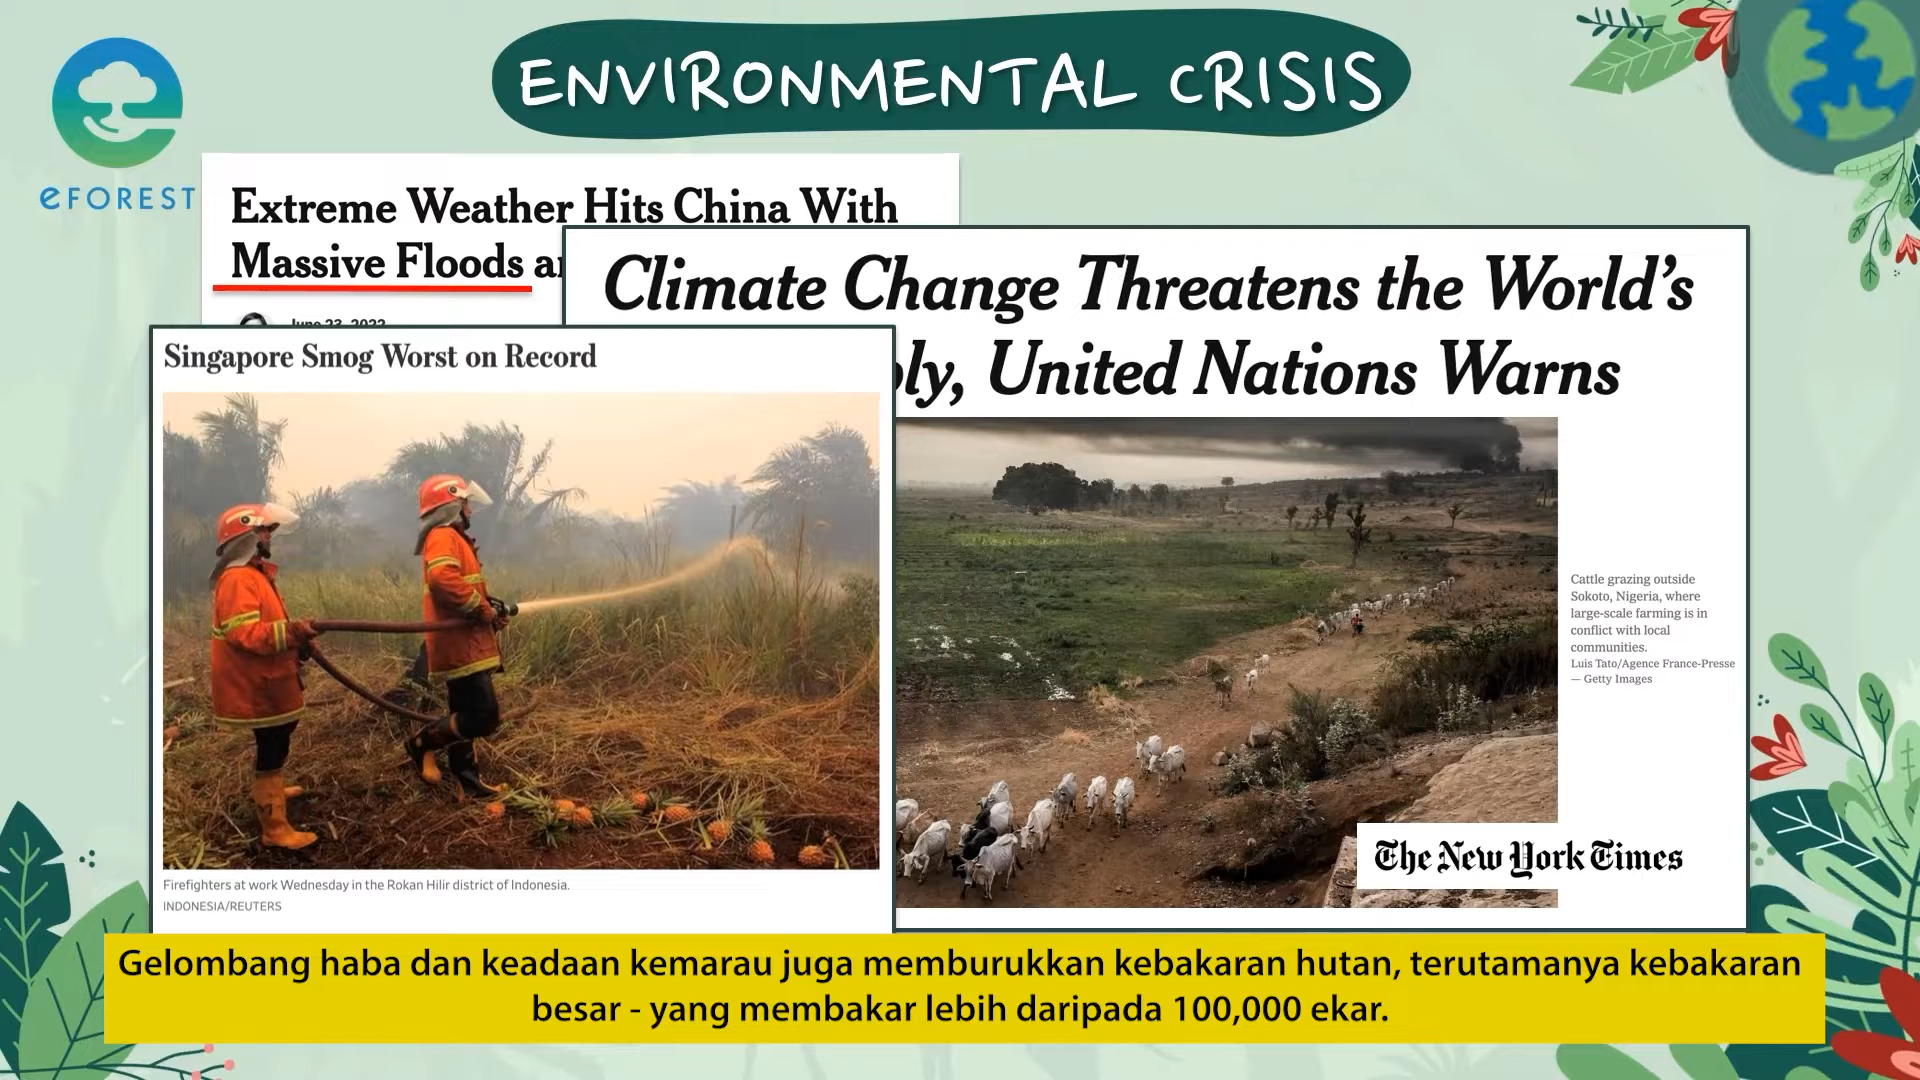 ENVIRONMENTAL CRISIS
eFOREST
Extreme Weather Hits China With
Massive Floods
June 23, 2022
Climate Change Threatens the World's
United Nations Warns
Singapore Smog Worst on Record
Cattle grazing outside
Sokoto, Nigeria, where
large-scale farming is in
conflict with local
communities.
Luis Tato/Agence France-Presse
— Getty Images
The New York Times
Firefighters at work Wednesday in the Rokan Hilir district of Indonesia.
INDONESIA/REUTERS
Gelombang haba dan keadaan kemarau juga memburukkan kebakaran hutan, terutamanya kebakaran
besar - yang membakar lebih daripada 100,000 ekar.